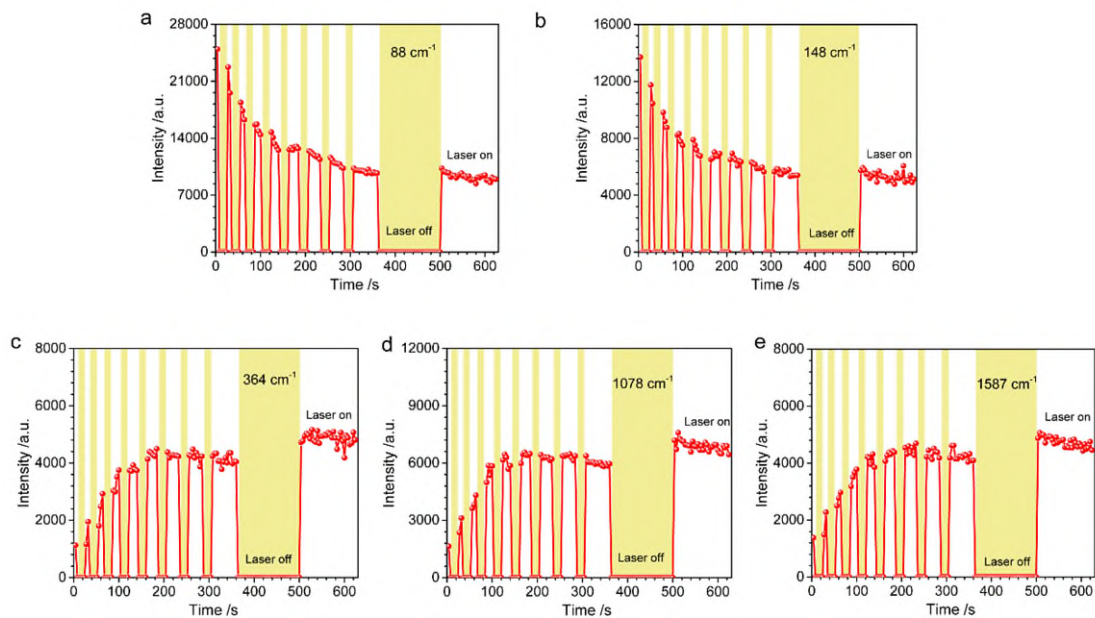 a
28000
21000
14000
7000
0
Intensity /a.u.
88 cm⁻¹
Laser on
Laser off
0 100 200 300 400 500 600
Time /s
b
16000
12000
8000
4000
0
Intensity /a.u.
148 cm⁻¹
Laser on
Laser off
0 100 200 300 400 500 600
Time /s
c
8000
6000
4000
2000
0
Intensity /a.u.
364 cm⁻¹
Laser on
Laser off
0 100 200 300 400 500 600
Time /s
d
12000
9000
6000
3000
0
Intensity /a.u.
1078 cm⁻¹
Laser on
Laser off
0 100 200 300 400 500 600
Time /s
e
8000
6000
4000
2000
0
Intensity /a.u.
1587 cm⁻¹
Laser on
Laser off
0 100 200 300 400 500 600
Time /s